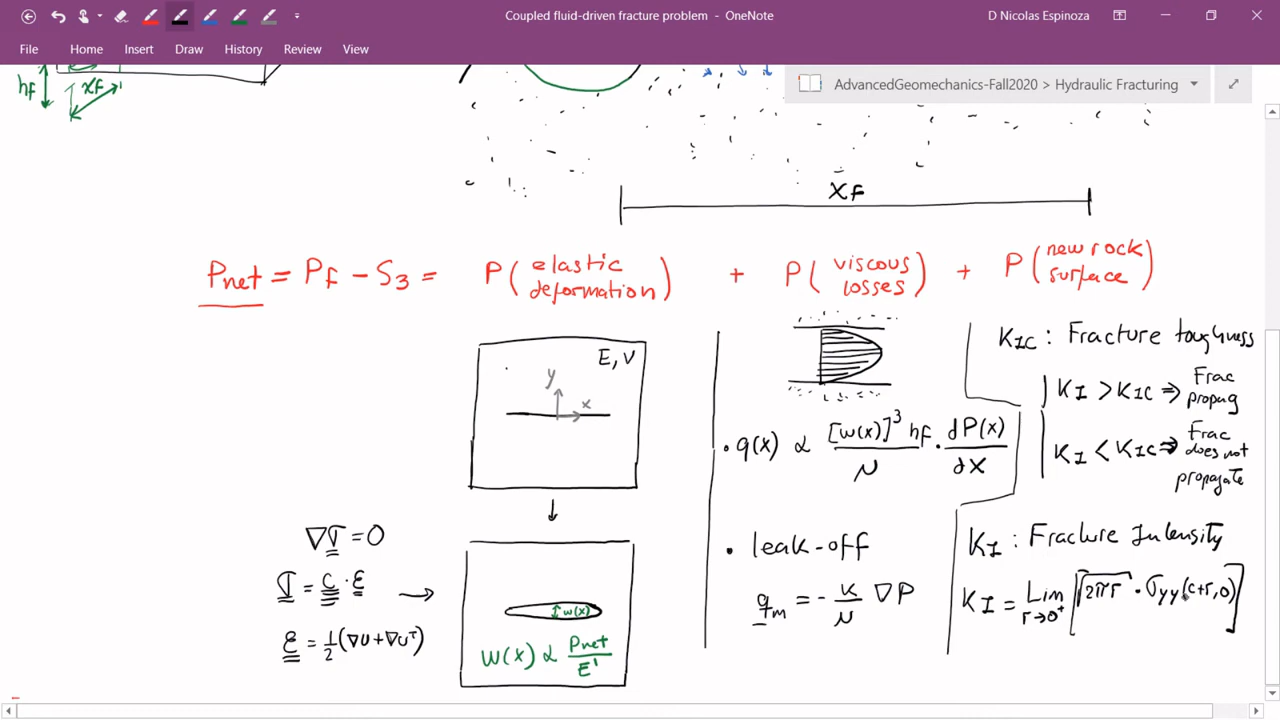 Coupled fluid-driven fracture problem - OneNote
D Nicolas Espinoza
File Home Insert Draw History Review View
AdvancedGeomechanics-Fall2020 > Hydraulic Fracturing
hf
xf
XF
Pnet = Pf - S3 = P(elastic deformation) + P(viscous losses) + P(new rock surface)
E, ν
y
x
KIC : Fracture toughness
KI > KIC ⇒ Frac propag
KI < KIC ⇒ Frac does not propagate
• q(x) ∝ [w(x)]³ hf / μ • dP(x) / dx
∇σ = 0
σ = C · ε
ε = 1/2 (∇u + ∇uᵀ)
w(x)
w(x) ∝ Pnet / E'
• leak-off
qm = - K / μ ∇P
KI : Fracture Intensity
KI = Lim r→0⁺ [√2πr · σyy(c+r,0)]